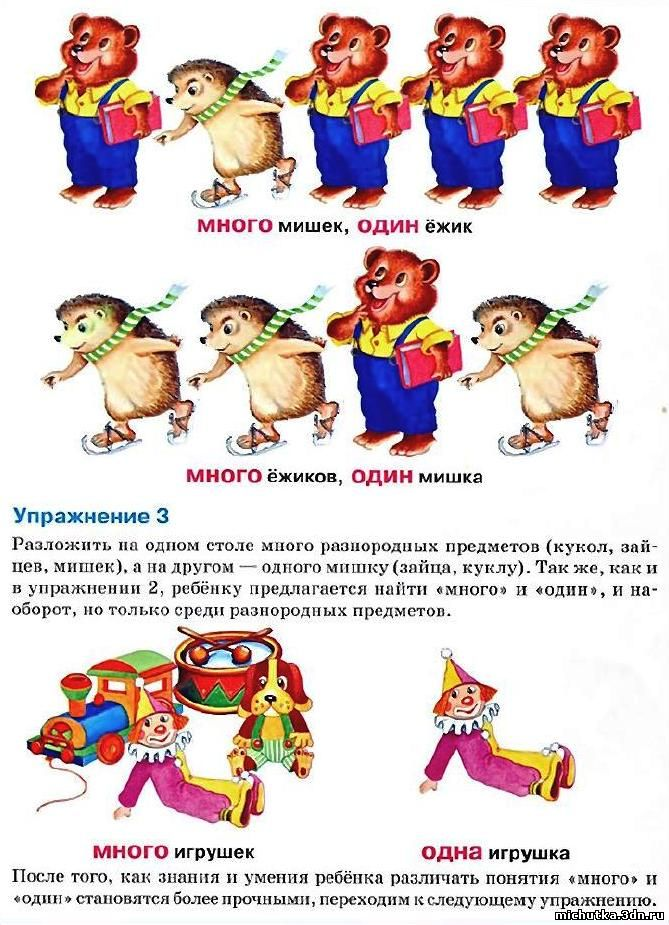 МНОГО мишек, ОДИН ёжик
МНОГО ёжиков, ОДИН мишка
Упражнение 3
Разложить на одном столе много разнородных предметов (кукол, зай-
цев, мишек), а на другом — одного мишку (зайца, куклу). Так же, как и
в упражнении 2, ребёнку предлагается найти «много» и «один», и на-
оборот, но только среди разнородных предметов.
МНОГО игрушек ОДНА игрушка
После того, как знания и умения ребёнка различать понятия «много» и
«один» становятся более прочными, переходим к следующему упражнению.
michutka.3dn.ru